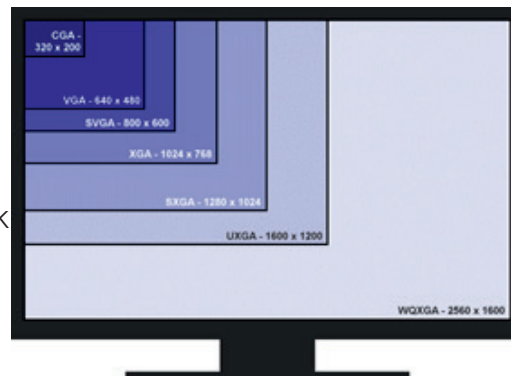 CGA -
320 x 200
VGA - 640 x 480
SVGA - 800 x 600
XGA - 1024 x 768
SXGA - 1280 x 1024
K
UXGA - 1600 x 1200
WQXGA - 2560 x 1600